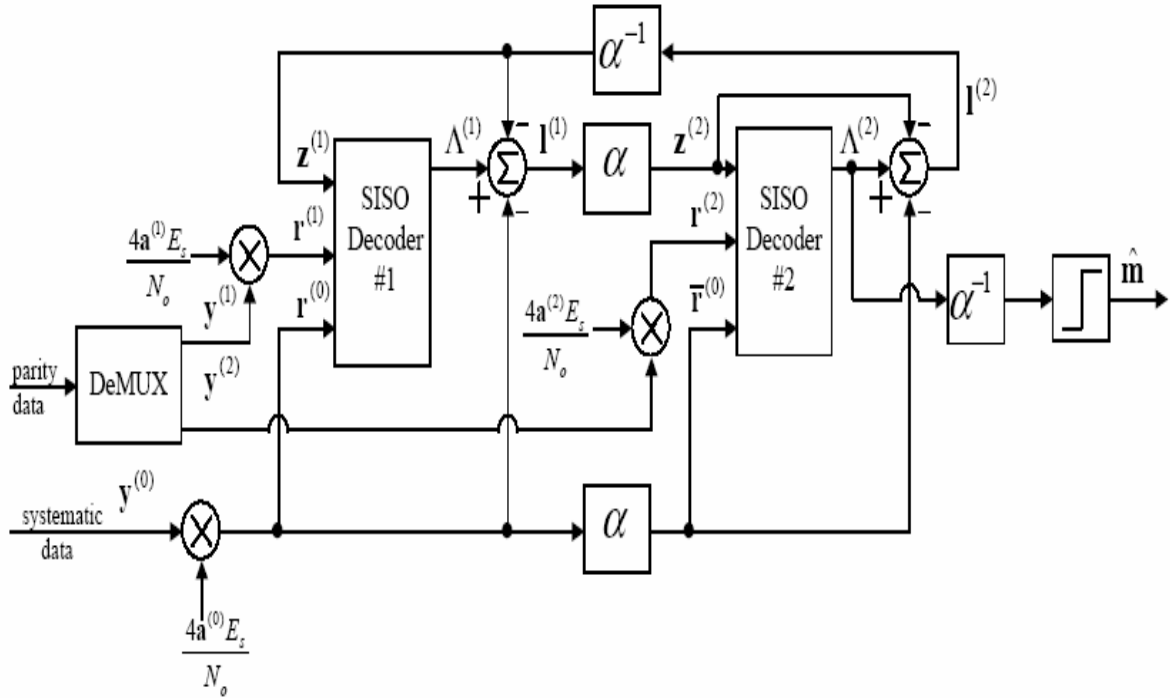 α⁻¹
l⁽²⁾
z⁽¹⁾
Λ⁽¹⁾
−
Σ
+
−
l⁽¹⁾
α
z⁽²⁾
Λ⁽²⁾
−
Σ
+
−
SISO
Decoder
#1
r⁽¹⁾
r⁽⁰⁾
4a⁽¹⁾Eₛ
Nₒ
×
y⁽¹⁾
y⁽²⁾
SISO
Decoder
#2
r⁽²⁾
r̄⁽⁰⁾
4a⁽²⁾Eₛ
Nₒ
×
α⁻¹
m̂
parity
data
DeMUX
y⁽⁰⁾
systematic
data
×
α
4a⁽⁰⁾Eₛ
Nₒ